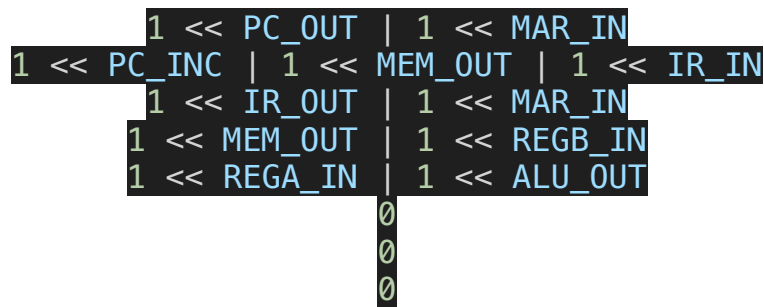 1 << PC_OUT | 1 << MAR_IN
1 << PC_INC | 1 << MEM_OUT | 1 << IR_IN
1 << IR_OUT | 1 << MAR_IN
1 << MEM_OUT | 1 << REGB_IN
1 << REGA_IN | 1 << ALU_OUT
0
0
0